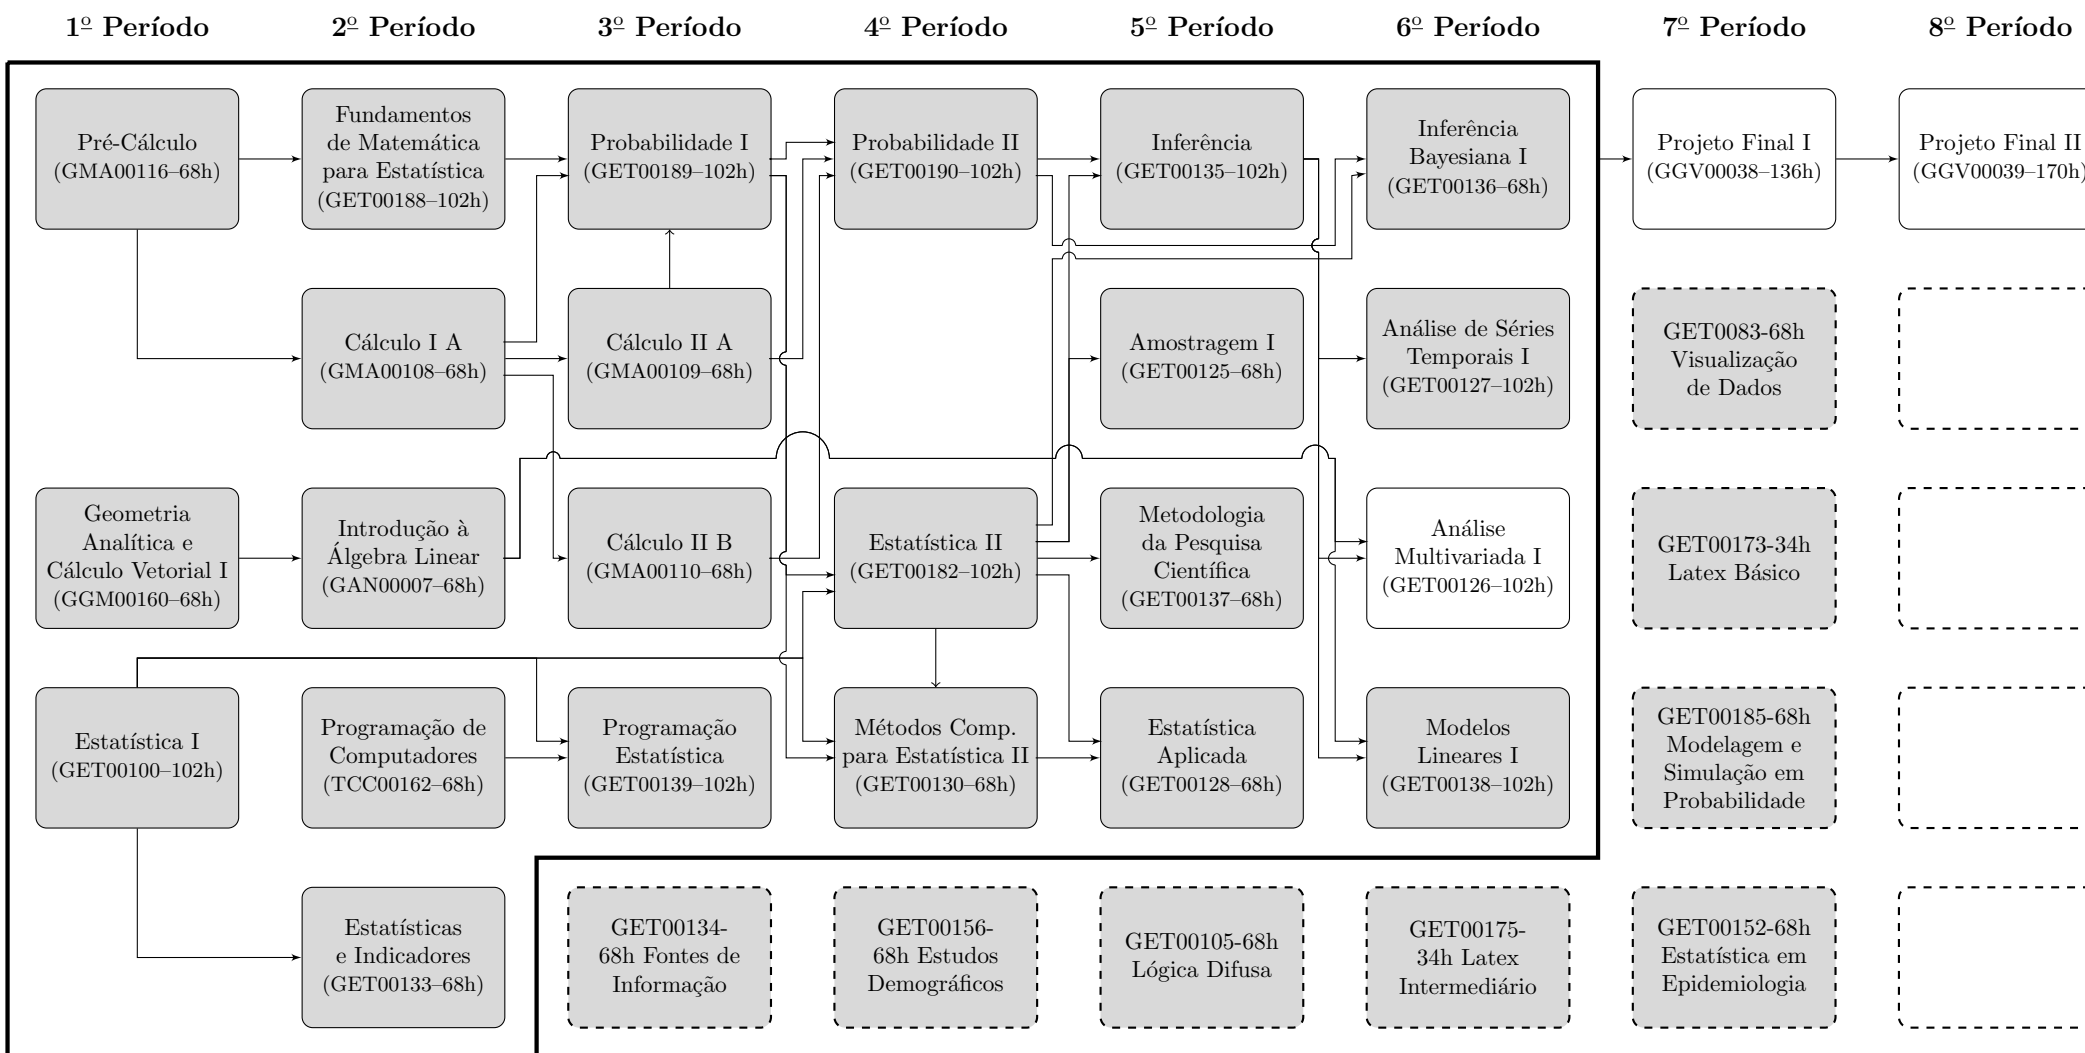 1º Período
2º Período
3º Período
4º Período
5º Período
6º Período
7º Período
8º Período
Pré-Cálculo
(GMA00116–68h)
Fundamentos
de Matemática
para Estatística
(GET00188–102h)
Probabilidade I
(GET00189–102h)
Probabilidade II
(GET00190–102h)
Inferência
(GET00135–102h)
Inferência
Bayesiana I
(GET00136–68h)
Projeto Final I
(GGV00038–136h)
Projeto Final II
(GGV00039–170h)
Cálculo I A
(GMA00108–68h)
Cálculo II A
(GMA00109–68h)
Amostragem I
(GET00125–68h)
Análise de Séries
Temporais I
(GET00127–102h)
GET0083-68h
Visualização
de Dados
Geometria
Analítica e
Cálculo Vetorial I
(GGM00160–68h)
Introdução à
Álgebra Linear
(GAN00007–68h)
Cálculo II B
(GMA00110–68h)
Estatística II
(GET00182–102h)
Metodologia
da Pesquisa
Científica
(GET00137–68h)
Análise
Multivariada I
(GET00126–102h)
GET00173-34h
Latex Básico
Estatística I
(GET00100–102h)
Programação de
Computadores
(TCC00162–68h)
Programação
Estatística
(GET00139–102h)
Métodos Comp.
para Estatística II
(GET00130–68h)
Estatística
Aplicada
(GET00128–68h)
Modelos
Lineares I
(GET00138–102h)
GET00185-68h
Modelagem e
Simulação em
Probabilidade
Estatísticas
e Indicadores
(GET00133–68h)
GET00134-
68h Fontes de
Informação
GET00156-
68h Estudos
Demográficos
GET00105-68h
Lógica Difusa
GET00175-
34h Latex
Intermediário
GET00152-68h
Estatística em
Epidemiologia